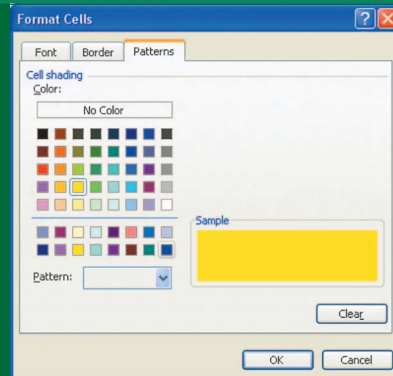 Format Cells
Font Border Patterns
Cell shading
Color:
No Color
Sample
Pattern:
Clear
OK Cancel